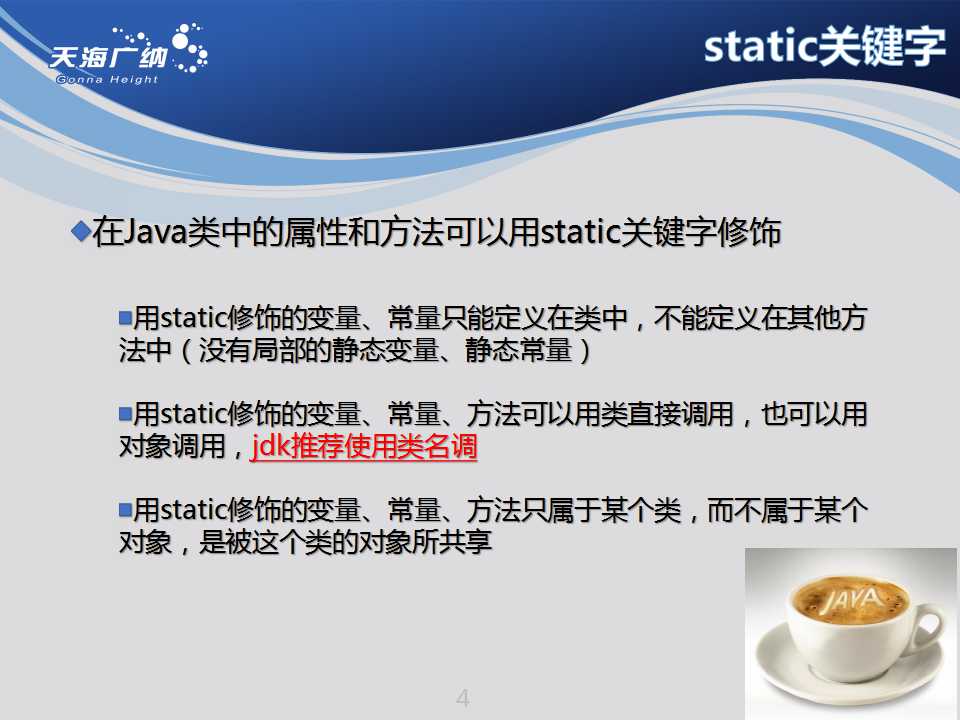 天海广纳
Gonna Height
static关键字
在Java类中的属性和方法可以用static关键字修饰
用static修饰的变量、常量只能定义在类中，不能定义在其他方
法中（没有局部的静态变量、静态常量）
用static修饰的变量、常量、方法可以用类直接调用，也可以用
对象调用，jdk推荐使用类名调
用static修饰的变量、常量、方法只属于某个类，而不属于某个
对象，是被这个类的对象所共享
JAVA
4